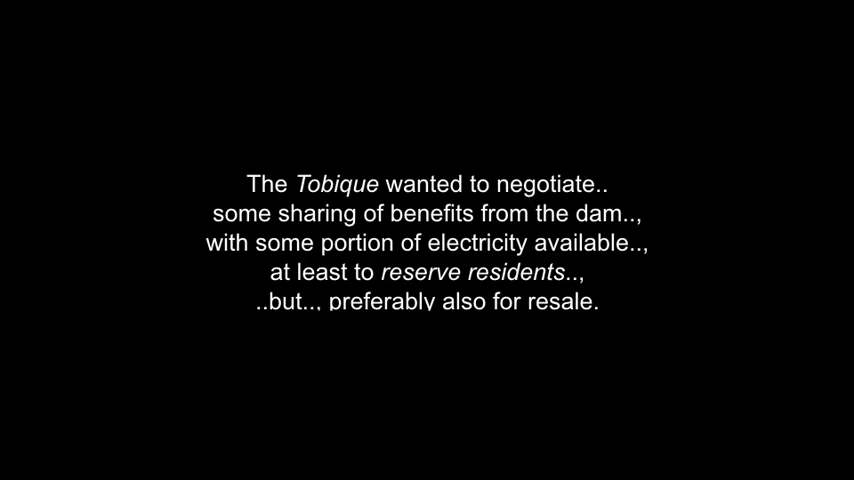 The Tobique wanted to negotiate..
some sharing of benefits from the dam..,
with some portion of electricity available..,
at least to reserve residents..,
..but.., preferably also for resale.